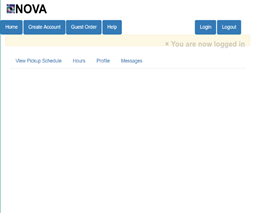 NOVA
Home Create Account Guest Order Help Login Logout
× You are now logged in
View Pickup Schedule Hours Profile Messages